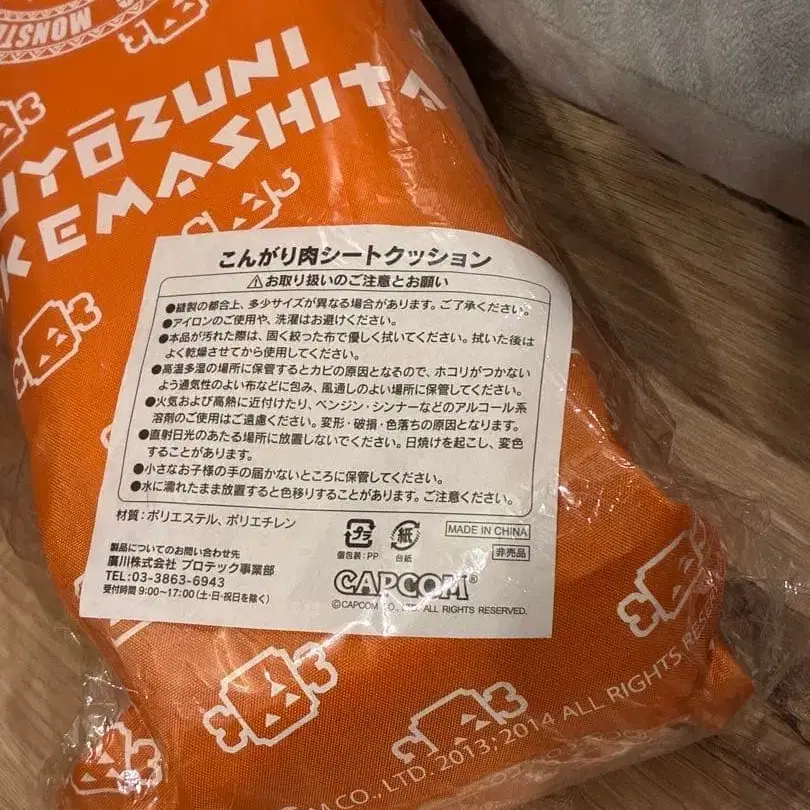 MONST
UYŌZUNI
KEMASHITA
こんがり肉シートクッション
お取り扱いのご注意とお願い
●縫製の都合上、多少サイズが異なる場合があります。ご了承ください。
●アイロンのご使用や、洗濯はお避けください。
●本品が汚れた際は、固く絞った布で優しく拭いてください。拭いた後は
よく乾燥させてから使用してください。
●高温多湿の場所に保管するとカビの原因となるので、ホコリがつかない
よう通気性のよい布などに包み、風通しのよい場所に保管してください。
●火気および高熱に近付けたり、ベンジン・シンナーなどのアルコール系
溶剤のご使用はご遠慮ください。変形・破損・色落ちの原因となります。
●直射日光のあたる場所に放置しないでください。日焼けを起こし、変色
することがあります。
●小さなお子様の手の届かないところに保管してください。
●水に濡れたまま放置すると色移りすることがあります。ご注意ください。
材質：ポリエステル、ポリエチレン
プラ
個包装：PP
紙
台紙
MADE IN CHINA
非売品
製品についてのお問い合わせ先
廣川株式会社 プロテック事業部
TEL:03-3863-6943
受付時間 9:00～17:00（土・日・祝日を除く）
CAPCOM®
©CAPCOM CO., LTD. ALL RIGHTS RESERVED.
M CO., LTD. 2013, 2014 ALL RIGHTS RESER